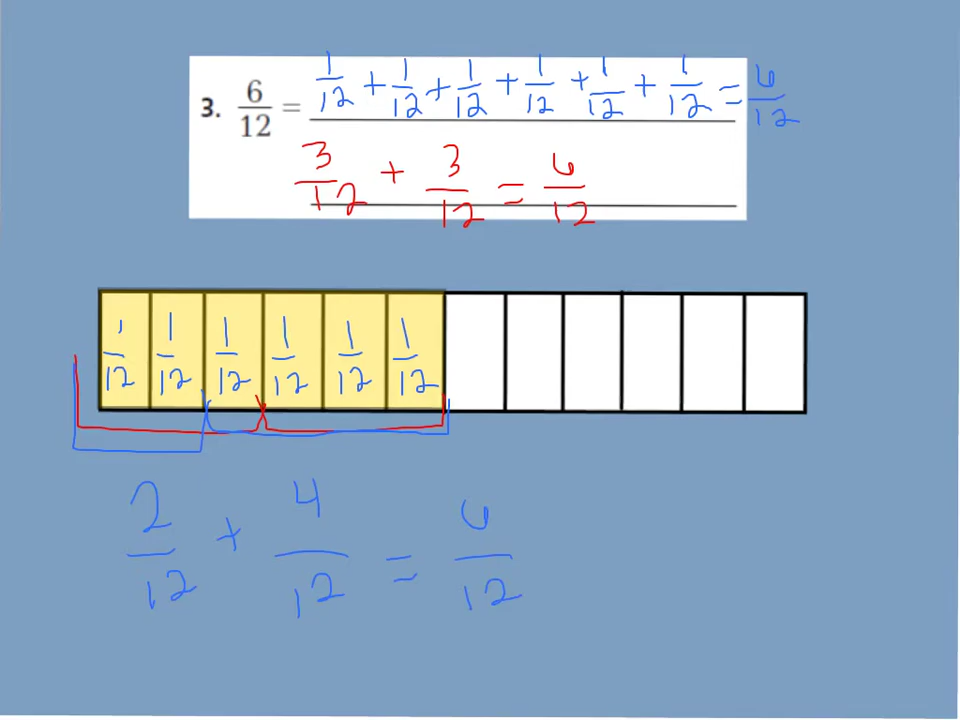 3. 6/12 = 1/12 + 1/12 + 1/12 + 1/12 + 1/12 + 1/12 = 6/12
3/12 + 3/12 = 6/12
1/12 1/12 1/12 1/12 1/12 1/12
2/12 + 4/12 = 6/12